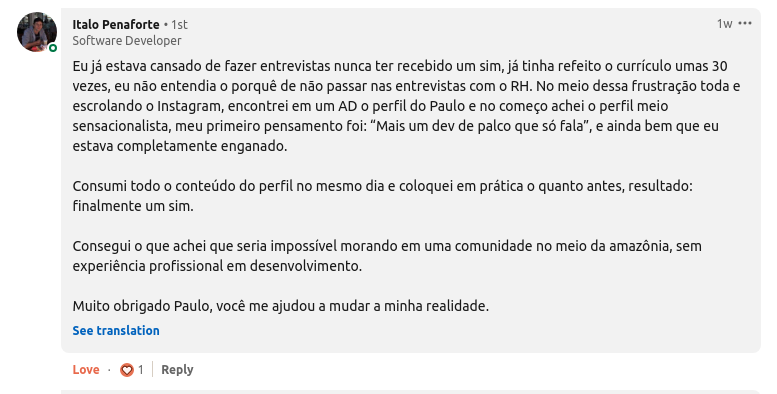 Italo Penaforte • 1st
1w •••
Software Developer
Eu já estava cansado de fazer entrevistas nunca ter recebido um sim, já tinha refeito o currículo umas 30
vezes, eu não entendia o porquê de não passar nas entrevistas com o RH. No meio dessa frustração toda e
escrolando o Instagram, encontrei em um AD o perfil do Paulo e no começo achei o perfil meio
sensacionalista, meu primeiro pensamento foi: “Mais um dev de palco que só fala”, e ainda bem que eu
estava completamente enganado.
Consumi todo o conteúdo do perfil no mesmo dia e coloquei em prática o quanto antes, resultado:
finalmente um sim.
Consegui o que achei que seria impossível morando em uma comunidade no meio da amazônia, sem
experiência profissional em desenvolvimento.
Muito obrigado Paulo, você me ajudou a mudar a minha realidade.
See translation
Love · 1 Reply